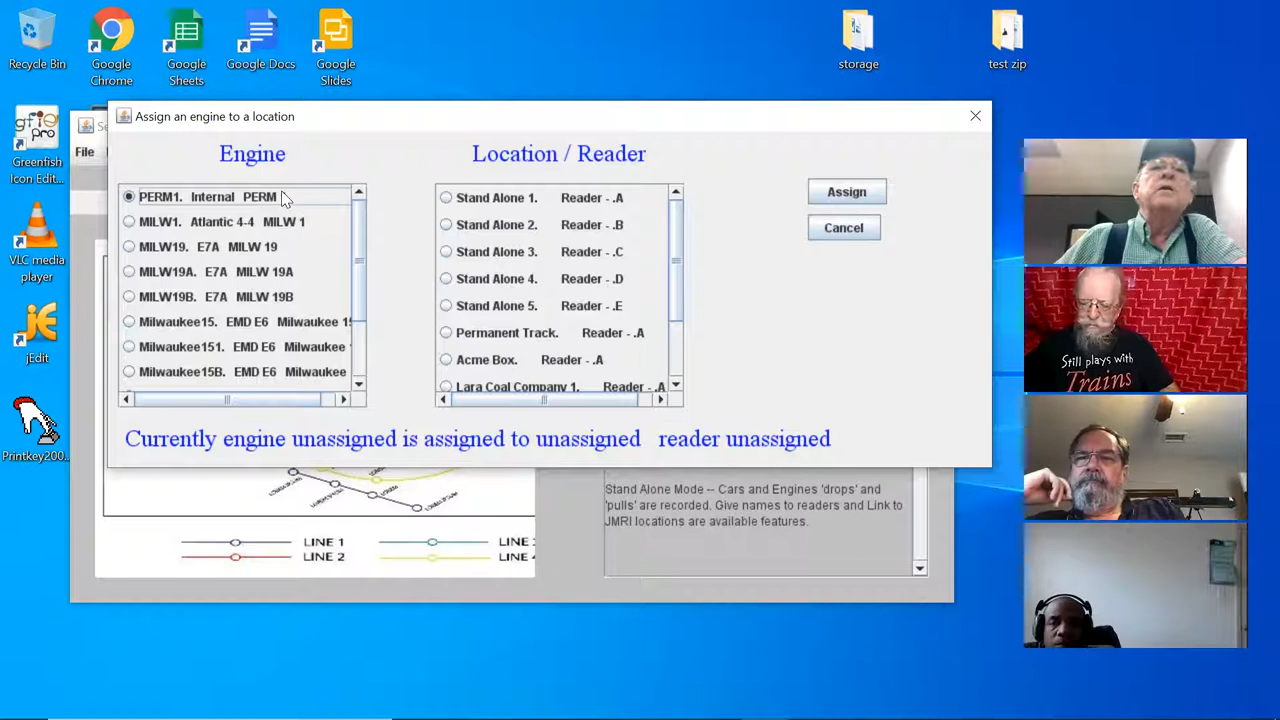 Recycle Bin
Google Chrome
Google Sheets
Google Docs
Google Slides
storage
test zip
Greenfish Icon Edit...
VLC media player
jEdit
Printkey200...
Assign an engine to a location
File
Engine
Location / Reader
PERM1. Internal PERM
MILW1. Atlantic 4-4 MILW 1
MILW19. E7A MILW 19
MILW19A. E7A MILW 19A
MILW19B. E7A MILW 19B
Milwaukee15. EMD E6 Milwaukee 15
Milwaukee151. EMD E6 Milwaukee
Milwaukee15B. EMD E6 Milwaukee
Stand Alone 1. Reader - .A
Stand Alone 2. Reader - .B
Stand Alone 3. Reader - .C
Stand Alone 4. Reader - .D
Stand Alone 5. Reader - .E
Permanent Track. Reader - .A
Acme Box. Reader - .A
Lara Coal Company 1. Reader - .A
Assign
Cancel
Currently engine unassigned is assigned to unassigned reader unassigned
Stand Alone Mode -- Cars and Engines 'drops' and
'pulls' are recorded. Give names to readers and Link to
JMRI locations are available features.
LINE 1
LINE 2
LINE
LINE
gfie pro
Still plays with
Trains